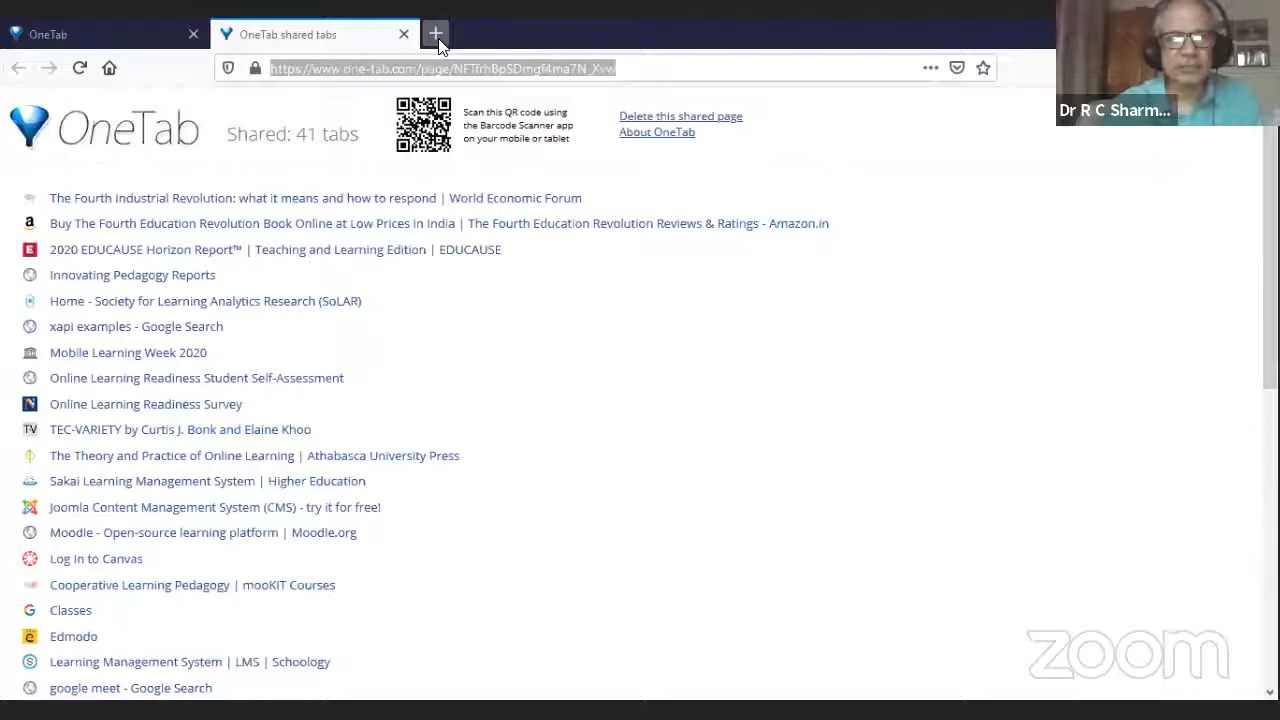 OneTab
OneTab shared tabs
https://www.one-tab.com/page/
OneTab
Shared: 41 tabs
Scan this QR code using
the Barcode Scanner app
on your mobile or tablet
Delete this shared page
About OneTab
Dr R C Sharm...
The Fourth Industrial Revolution: what it means and how to respond | World Economic Forum
Buy The Fourth Education Revolution Book Online at Low Prices in India | The Fourth Education Revolution Reviews & Ratings - Amazon.in
2020 EDUCAUSE Horizon Report™ | Teaching and Learning Edition | EDUCAUSE
Innovating Pedagogy Reports
Home - Society for Learning Analytics Research (SoLAR)
xapi examples - Google Search
Mobile Learning Week 2020
Online Learning Readiness Student Self-Assessment
Online Learning Readiness Survey
TEC-VARIETY by Curtis J. Bonk and Elaine Khoo
The Theory and Practice of Online Learning | Athabasca University Press
Sakai Learning Management System | Higher Education
Joomla Content Management System (CMS) - try it for free!
Moodle - Open-source learning platform | Moodle.org
Log In to Canvas
Cooperative Learning Pedagogy | mooKIT Courses
Classes
Edmodo
Learning Management System | LMS | Schoology
google meet - Google Search
zoom